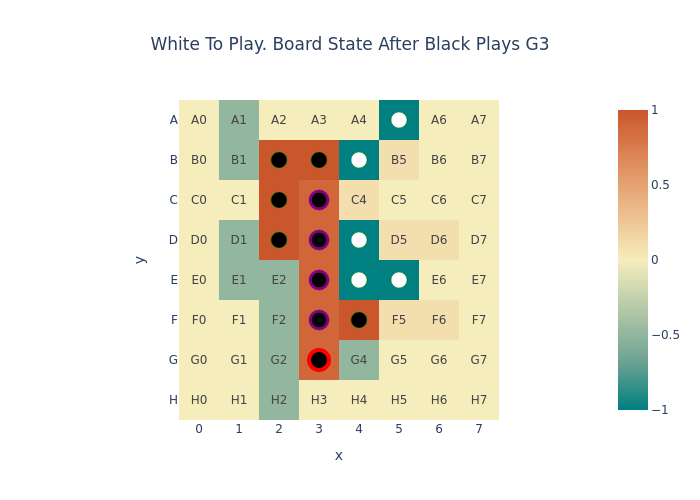 White To Play. Board State After Black Plays G3
A A0 A1 A2 A3 A4 A6 A7
B B0 B1 B5 B6 B7
C C0 C1 C4 C5 C6 C7
D D0 D1 D5 D6 D7
E E0 E1 E2 E6 E7
F F0 F1 F2 F5 F6 F7
G G0 G1 G2 G4 G5 G6 G7
H H0 H1 H2 H3 H4 H5 H6 H7
0 1 2 3 4 5 6 7
x
y
1
0.5
0
−0.5
−1